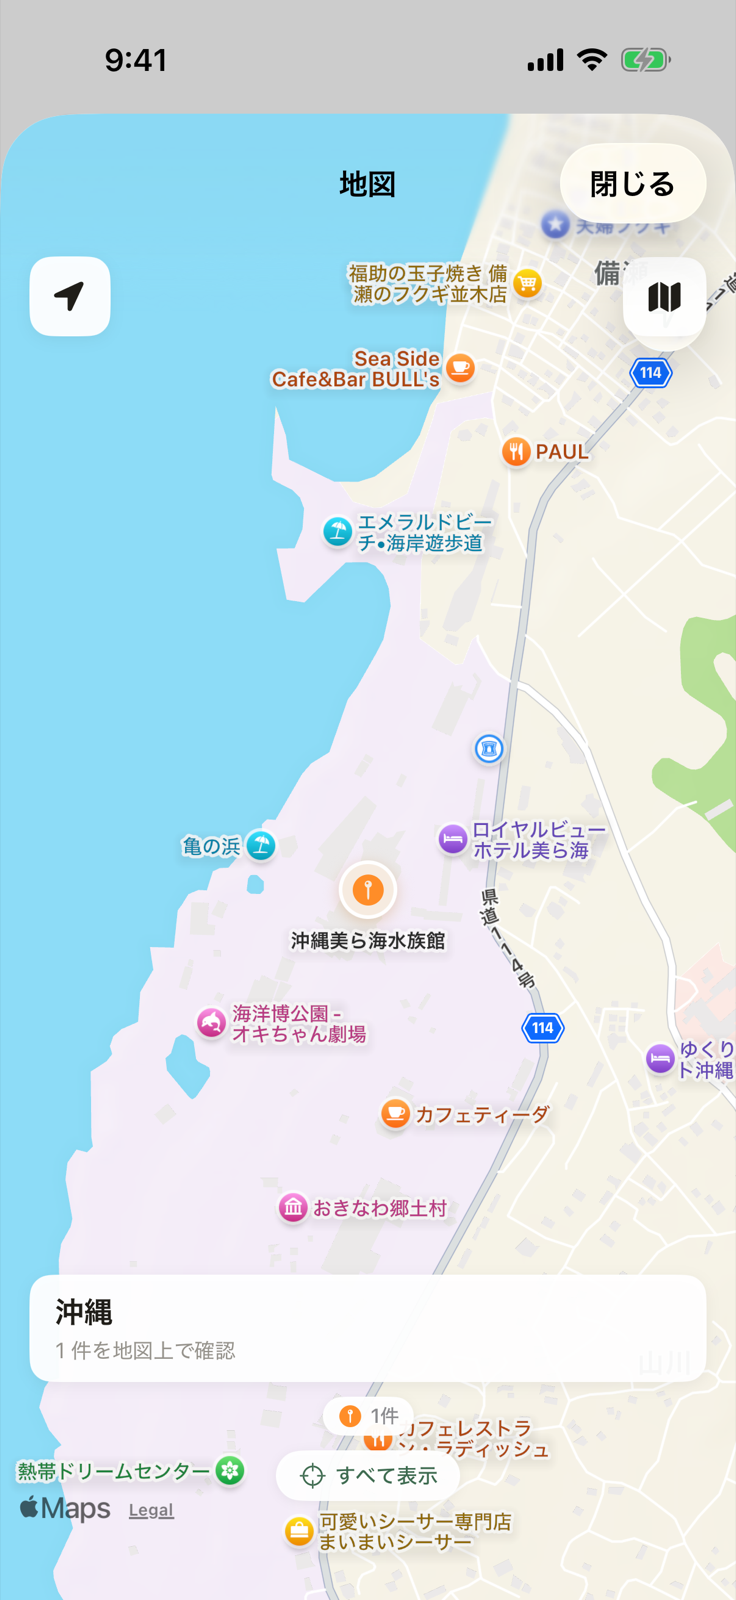 9:41
地図
閉じる
夫婦フクギ
福助の玉子焼き 備
瀬のフクギ並木店
Sea Side
Cafe&Bar BULL's
114
PAUL
エメラルドビー
チ•海岸遊歩道
ロイヤルビュー
ホテル美ら海
亀の浜
県道114号
沖縄美ら海水族館
海洋博公園 -
オキちゃん劇場
114
ゆくり
ト沖縄
カフェティーダ
おきなわ郷土村
沖縄
1 件を地図上で確認
山川
1件
カフェレストラ
ン・ラディッシュ
熱帯ドリームセンター
すべて表示
Maps Legal
可愛いシーサー専門店
まいまいシーサー